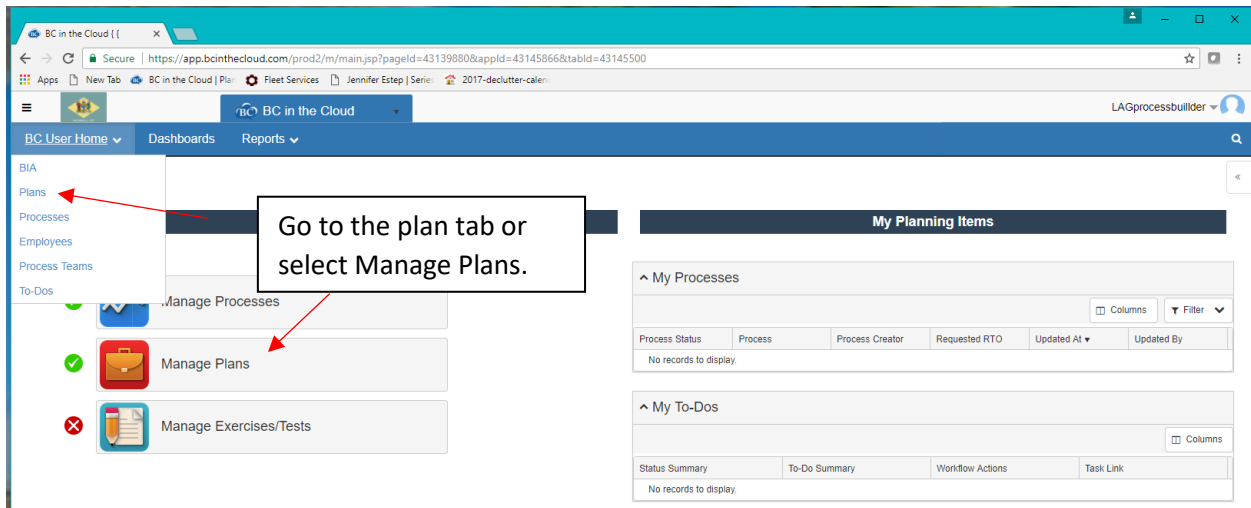 BC in the Cloud { {
Secure | https://app.bcinthecloud.com/prod2/m/main.jsp?pageId=43139880&appId=43145866&tabId=43145500
Apps New Tab BC in the Cloud | Plan Fleet Services Jennifer Estep | Series 2017-declutter-calen
BC in the Cloud
LAGprocessbuillder
BC User Home Dashboards Reports
BIA
Plans
Processes
Employees
Process Teams
To-Dos
Go to the plan tab or
select Manage Plans.
Manage Processes
Manage Plans
Manage Exercises/Tests
My Planning Items
My Processes
Columns Filter
Process Status Process Process Creator Requested RTO Updated At Updated By
No records to display.
My To-Dos
Columns
Status Summary To-Do Summary Workflow Actions Task Link
No records to display.